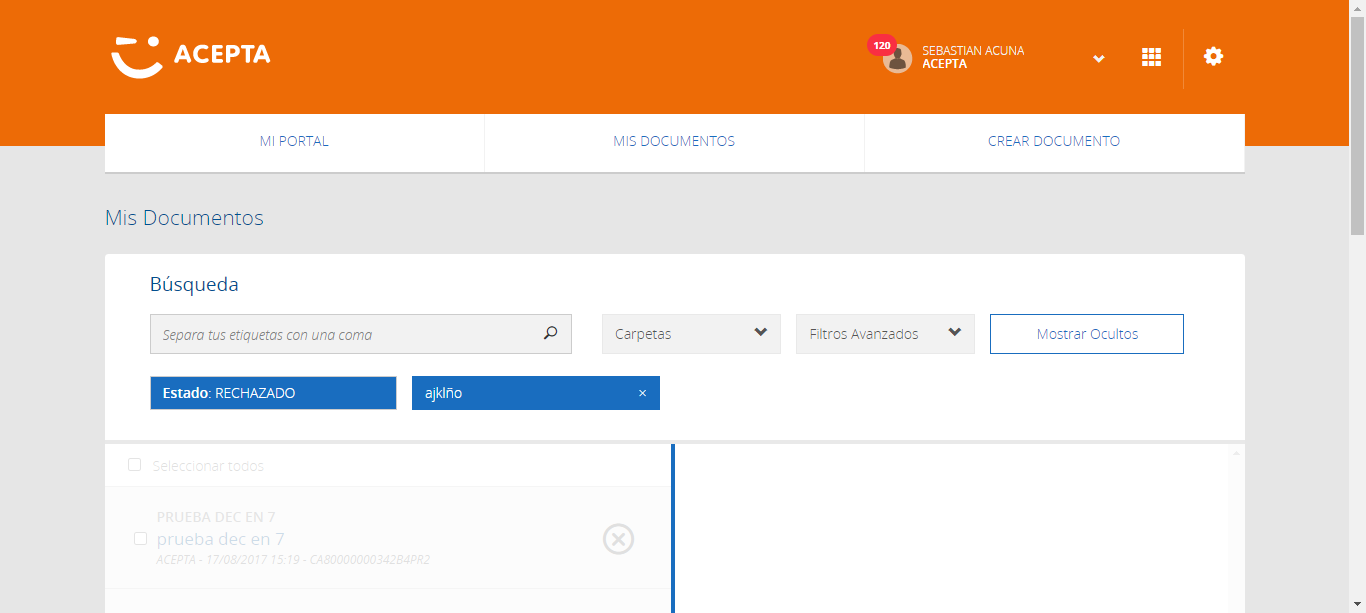 ACEPTA
120
SEBASTIAN ACUNA
ACEPTA
MI PORTAL
MIS DOCUMENTOS
CREAR DOCUMENTO
Mis Documentos
Búsqueda
Separa tus etiquetas con una coma
Carpetas
Filtros Avanzados
Mostrar Ocultos
Estado: RECHAZADO
ajklño ×
Seleccionar todos
PRUEBA DEC EN 7
prueba dec en 7
ACEPTA - 17/08/2017 15:19 - CA80000000342B4PR2